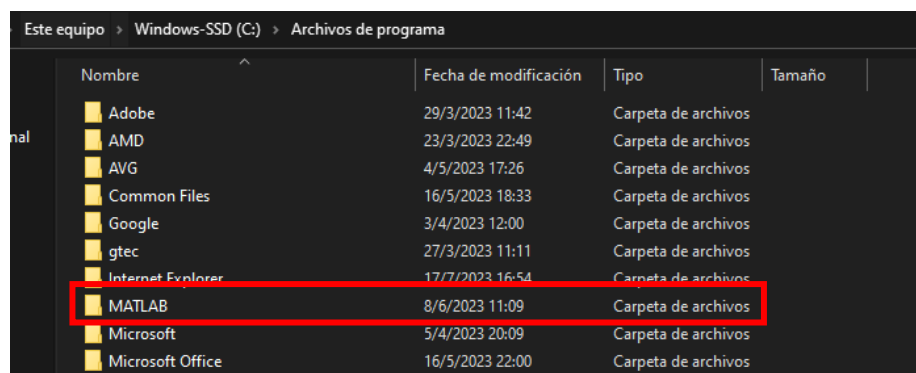 Este equipo > Windows-SSD (C:) > Archivos de programa
Nombre Fecha de modificación Tipo Tamaño
Adobe 29/3/2023 11:42 Carpeta de archivos
nal
AMD 23/3/2023 22:49 Carpeta de archivos
AVG 4/5/2023 17:26 Carpeta de archivos
Common Files 16/5/2023 18:33 Carpeta de archivos
Google 3/4/2023 12:00 Carpeta de archivos
gtec 27/3/2023 11:11 Carpeta de archivos
Internet Explorer 17/7/2023 16:54 Carpeta de archivos
MATLAB 8/6/2023 11:09 Carpeta de archivos
Microsoft 5/4/2023 20:09 Carpeta de archivos
Microsoft Office 16/5/2023 22:00 Carpeta de archivos